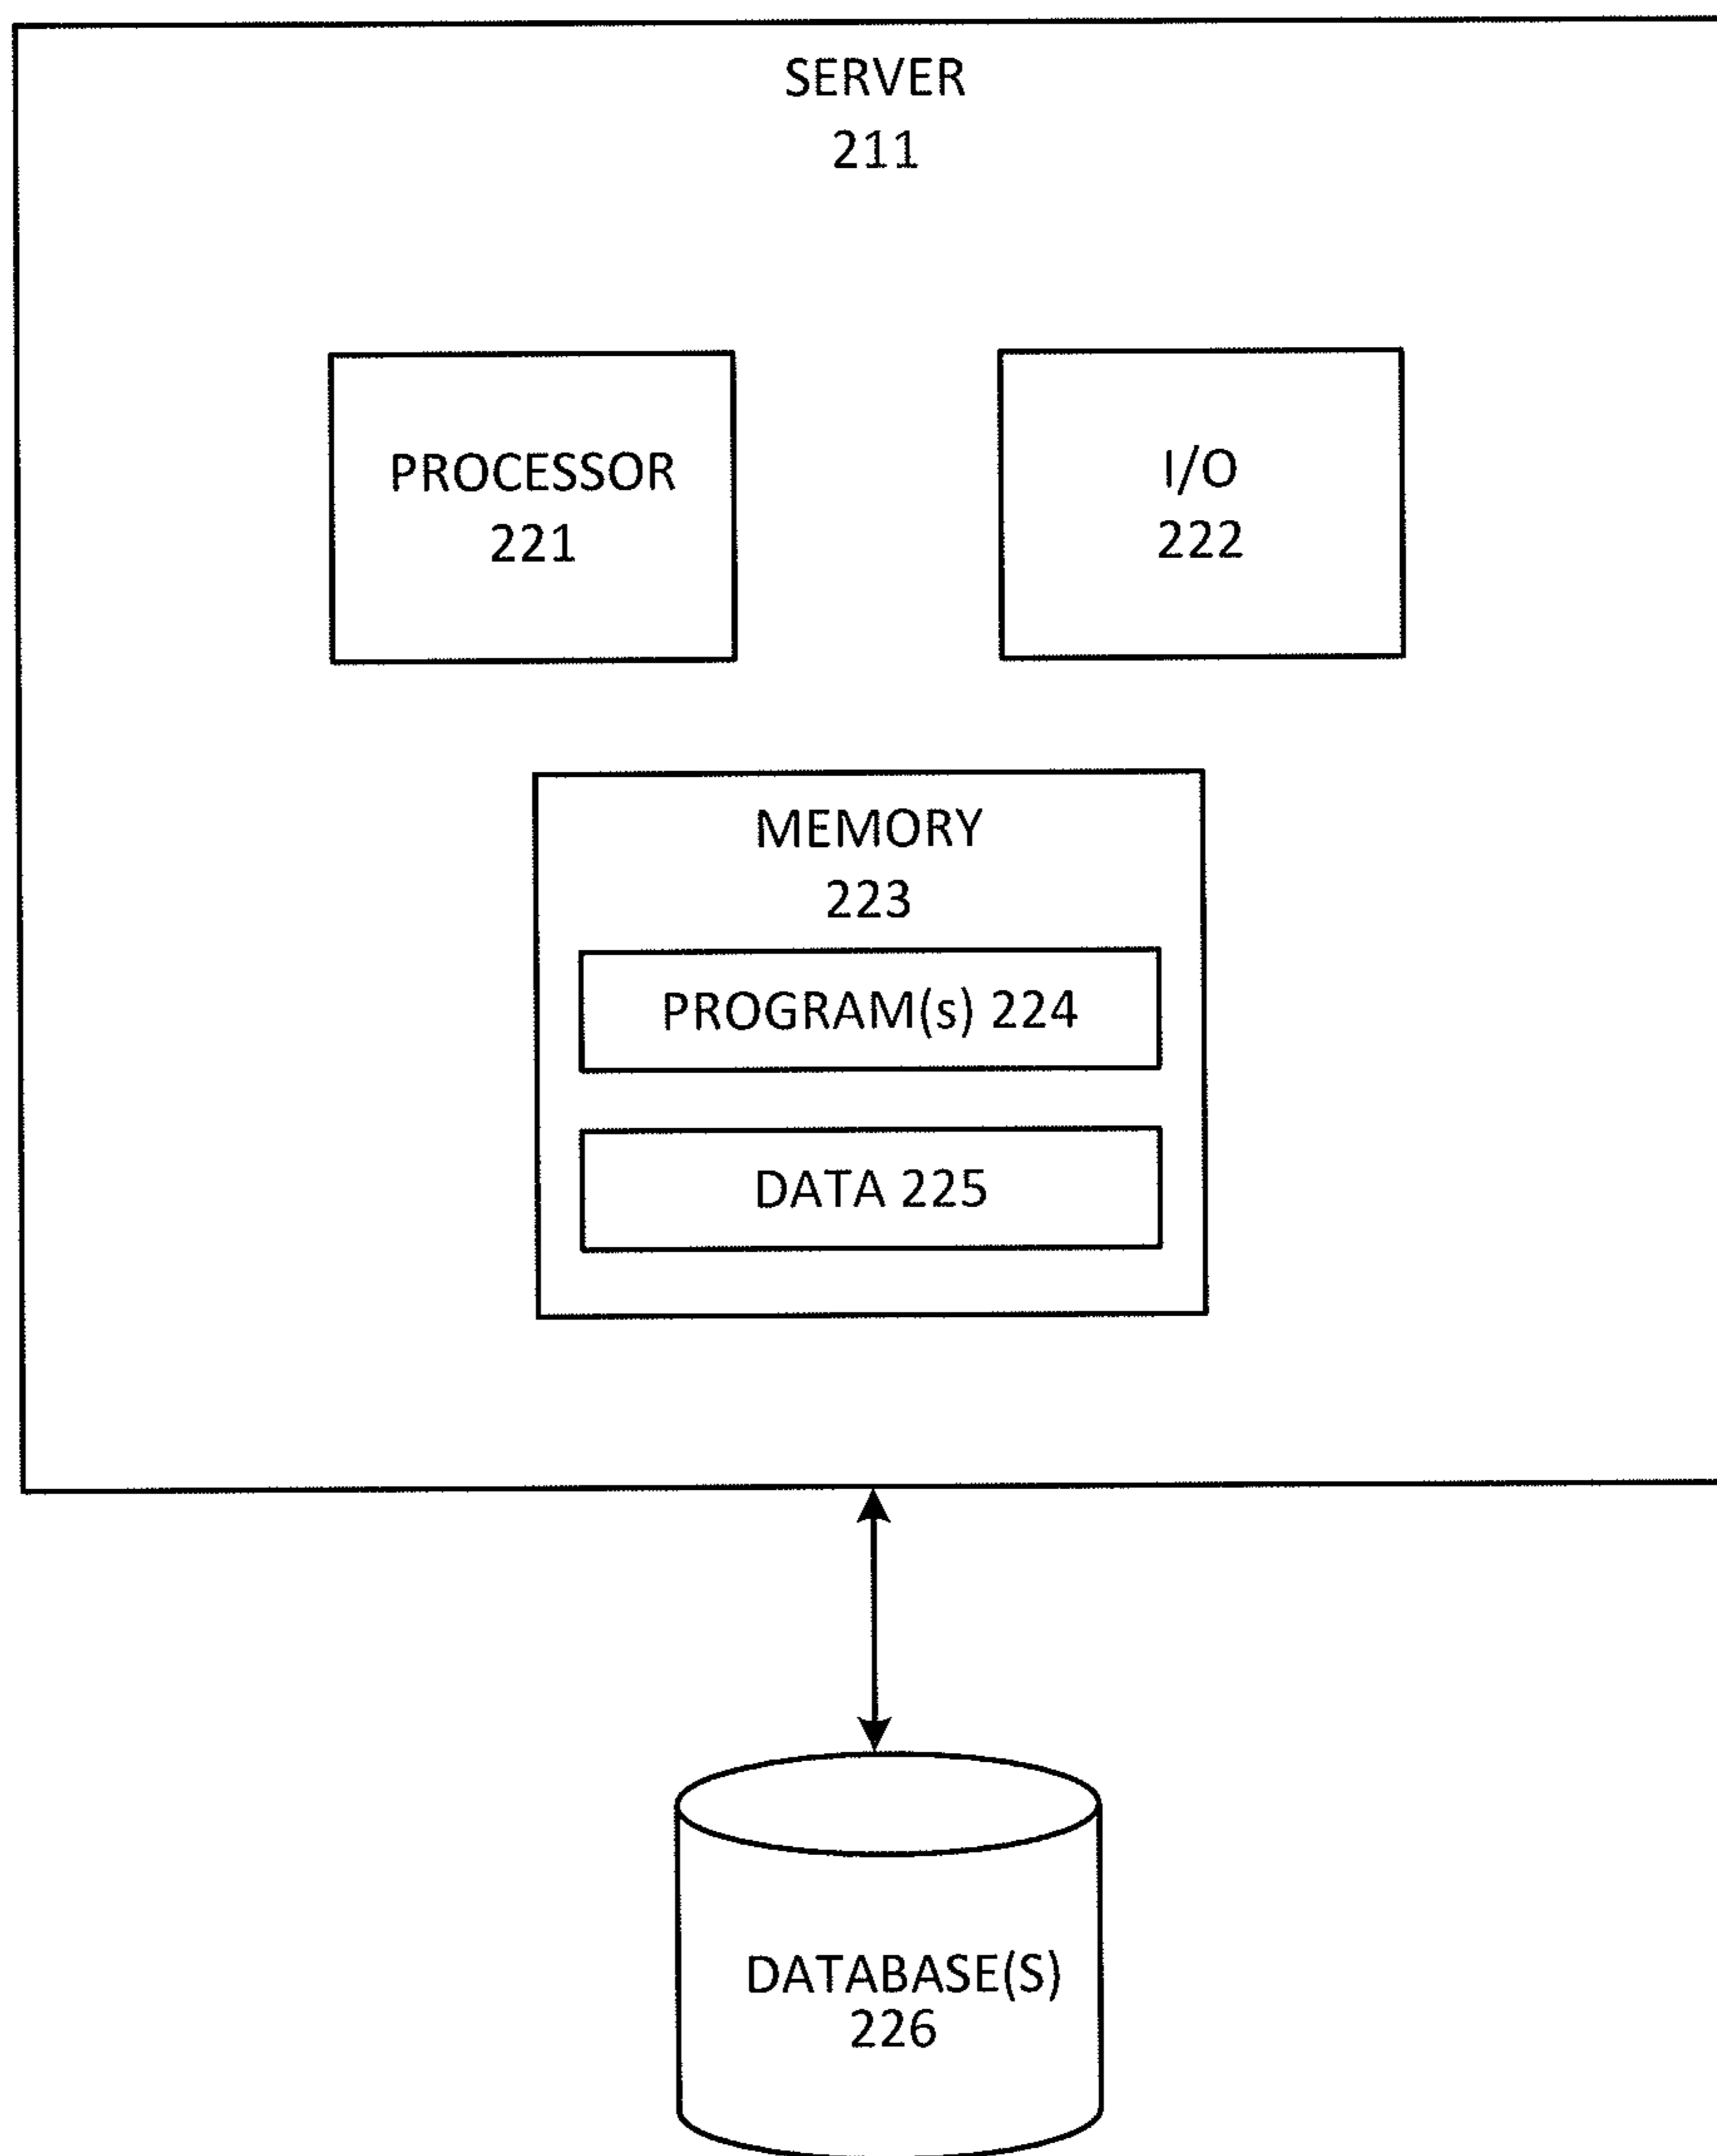 SERVER
211
PROCESSOR
221
I/O
222
MEMORY
223
PROGRAM(s) 224
DATA 225
DATABASE(S)
226